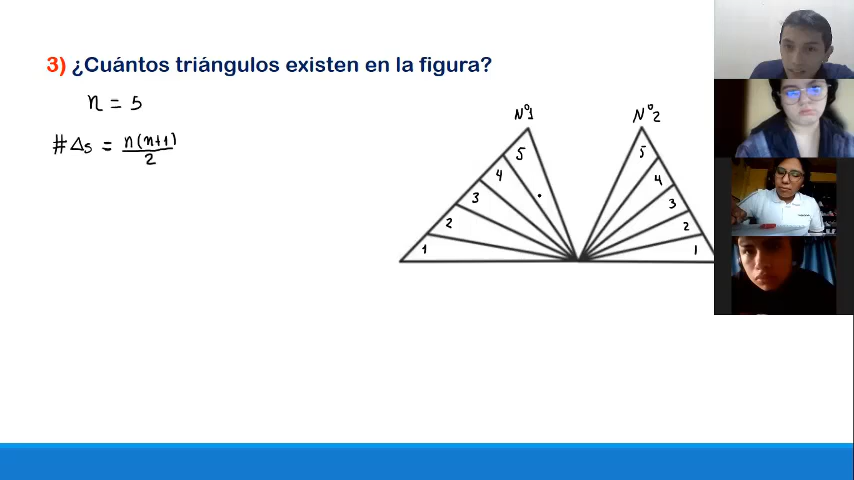 3) ¿Cuántos triángulos existen en la figura?
n = 5
#Δs = n(n+1)/2
N°1
N°2
5
4
3
2
1
5
4
3
2
1